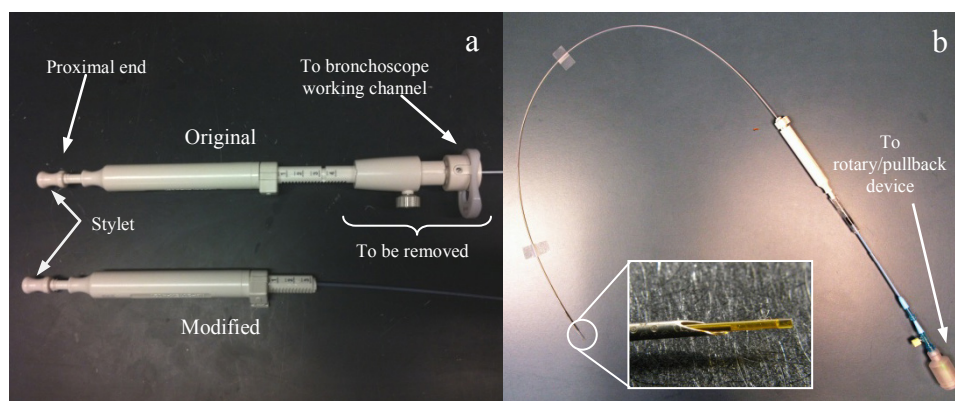 a
Proximal end
To bronchoscope
working channel
Original
Stylet
To be removed
Modified
b
To
rotary/pullback
device